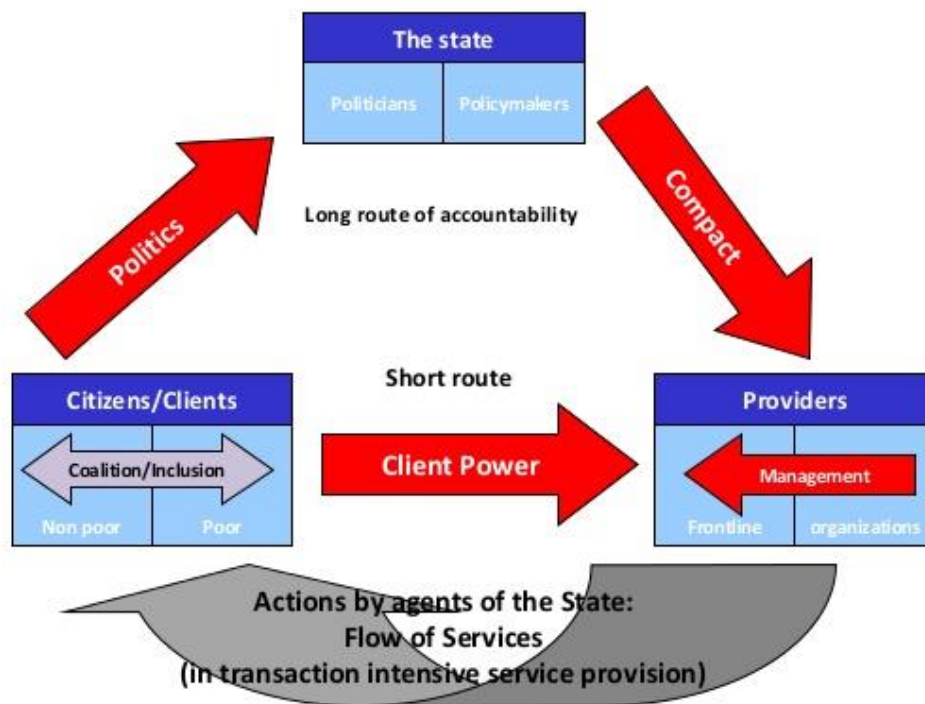 The state
Politicians Policymakers
Politics
Compact
Long route of accountability
Short route
Citizens/Clients
Coalition/Inclusion
Non poor Poor
Client Power
Providers
Management
Frontline organizations
Actions by agents of the State:
Flow of Services
(in transaction intensive service provision)